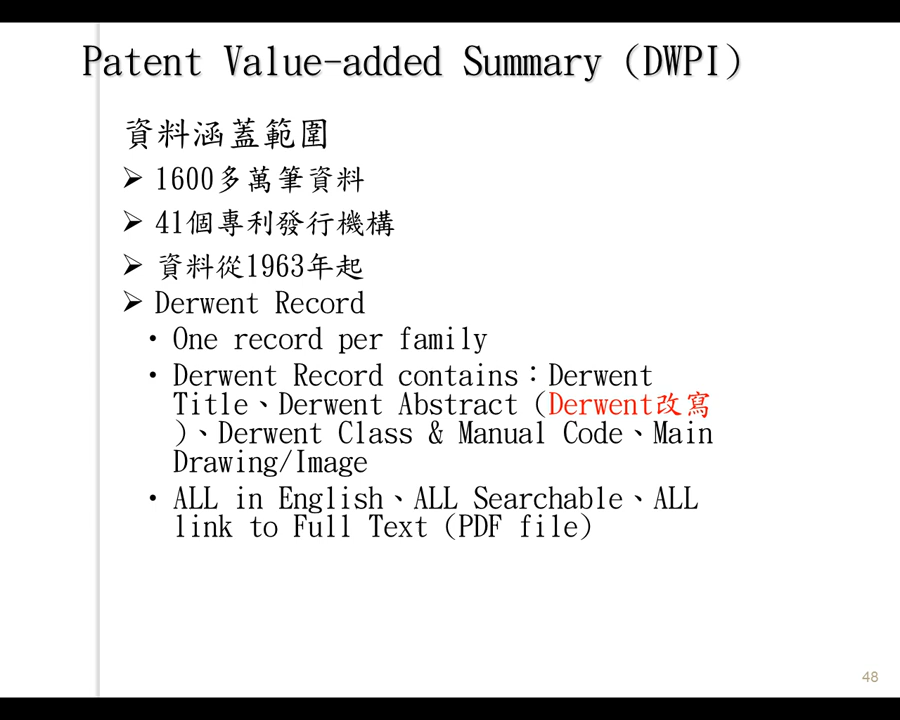 Patent Value-added Summary (DWPI)
資料涵蓋範圍
➢ 1600多萬筆資料
➢ 41個專利發行機構
➢ 資料從1963年起
➢ Derwent Record
• One record per family
• Derwent Record contains：Derwent
Title、Derwent Abstract (Derwent改寫
)、Derwent Class & Manual Code、Main
Drawing/Image
• ALL in English、ALL Searchable、ALL
link to Full Text (PDF file)
48